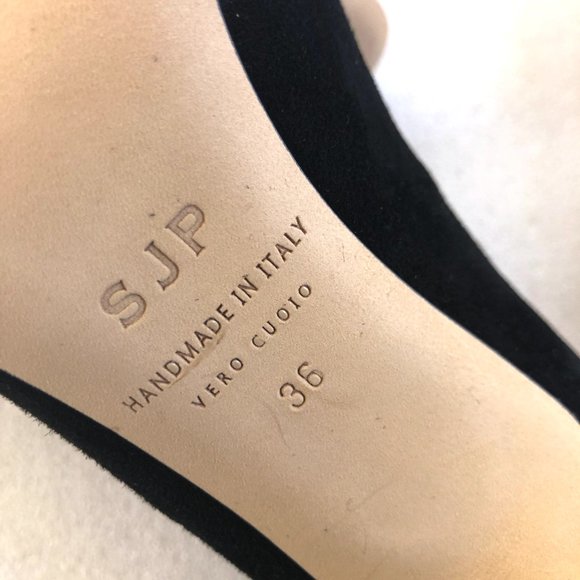 SJP
HANDMADE IN ITALY
VERO CUOIO
36